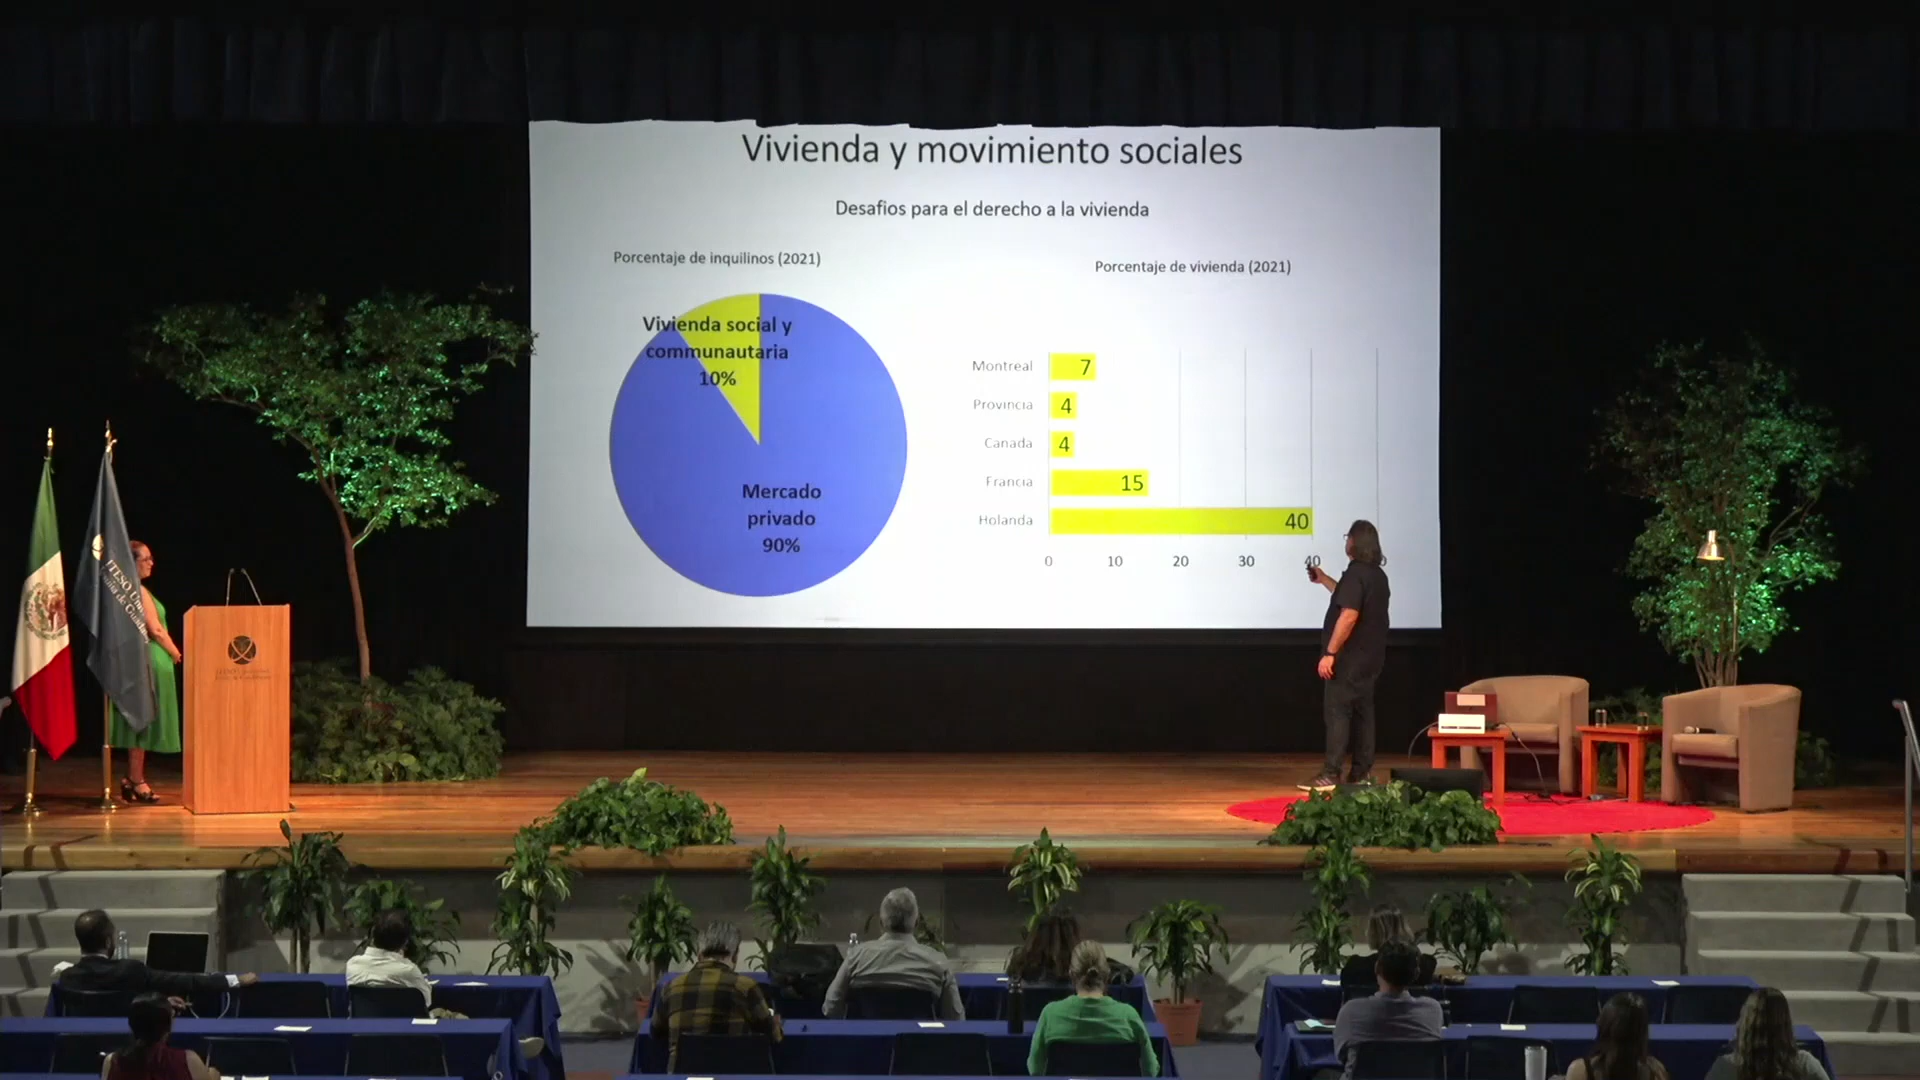 Vivienda y movimiento sociales
Desafios para el derecho a la vivienda
Porcentaje de inquilinos (2021)
Vivienda social y
communautaria
10%
Mercado
privado
90%
Porcentaje de vivienda (2021)
Montreal 7
Provincia 4
Canada 4
Francia 15
Holanda 40
0 10 20 30 40
ITESO